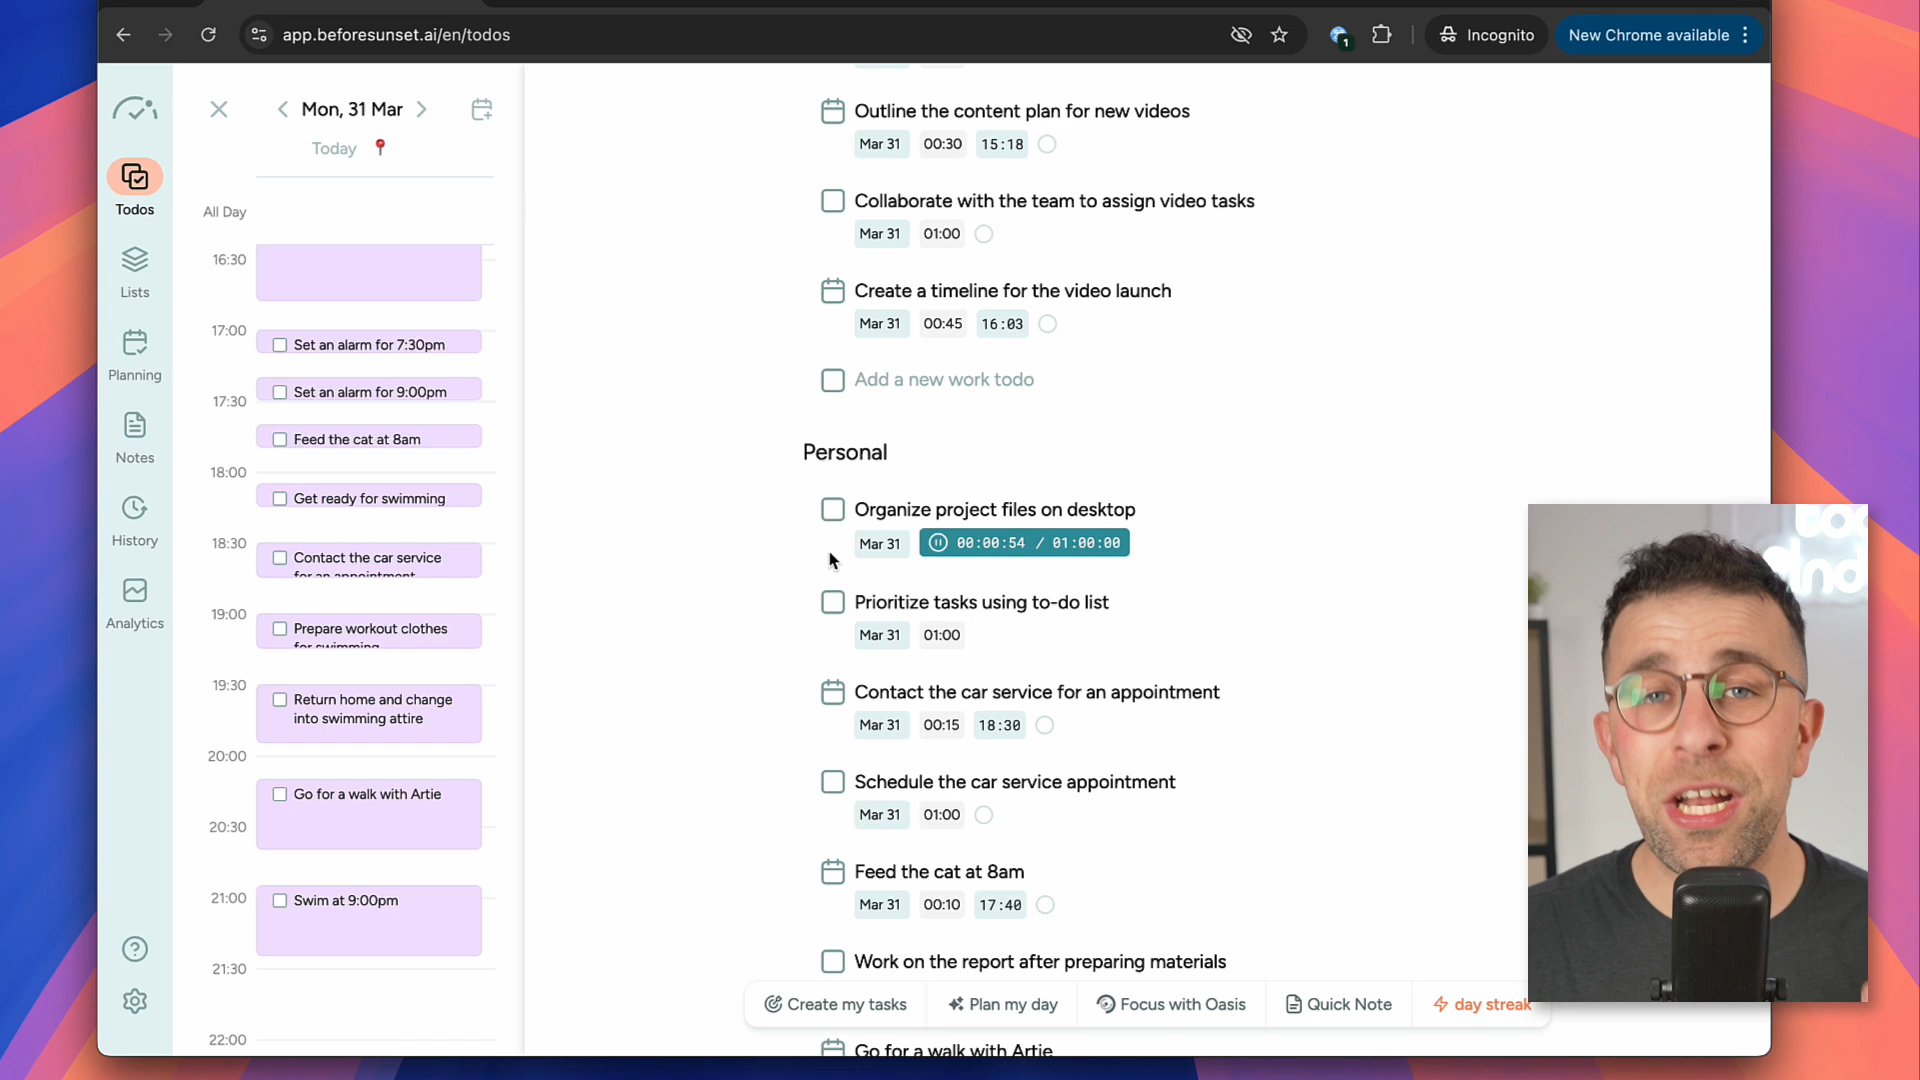 app.beforesunset.ai/en/todos
1
Incognito
New Chrome available
Todos
Lists
Planning
Notes
History
Analytics
Mon, 31 Mar
Today
All Day
16:30
17:00
Set an alarm for 7:30pm
Set an alarm for 9:00pm
17:30
Feed the cat at 8am
18:00
Get ready for swimming
18:30
Contact the car service
for an appointment
19:00
Prepare workout clothes
for swimming
19:30
Return home and change
into swimming attire
20:00
Go for a walk with Artie
20:30
21:00
Swim at 9:00pm
21:30
22:00
Outline the content plan for new videos
Mar 31 00:30 15:18
Collaborate with the team to assign video tasks
Mar 31 01:00
Create a timeline for the video launch
Mar 31 00:45 16:03
Add a new work todo
Personal
Organize project files on desktop
Mar 31 00:00:54 / 01:00:00
Prioritize tasks using to-do list
Mar 31 01:00
Contact the car service for an appointment
Mar 31 00:15 18:30
Schedule the car service appointment
Mar 31 01:00
Feed the cat at 8am
Mar 31 00:10 17:40
Work on the report after preparing materials
Create my tasks Plan my day Focus with Oasis Quick Note day streak
Go for a walk with Artie